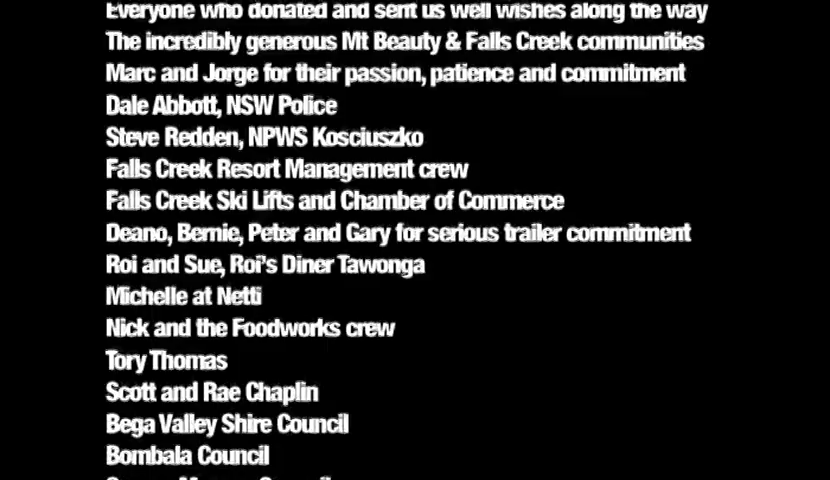 Everyone who donated and sent us well wishes along the way
The incredibly generous Mt Beauty & Falls Creek communities
Marc and Jorge for their passion, patience and commitment
Dale Abbott, NSW Police
Steve Redden, NPWS Kosciuszko
Falls Creek Resort Management crew
Falls Creek Ski Lifts and Chamber of Commerce
Deano, Bernie, Peter and Gary for serious trailer commitment
Roi and Sue, Roi's Diner Tawonga
Michelle at Netti
Nick and the Foodworks crew
Tory Thomas
Scott and Rae Chaplin
Bega Valley Shire Council
Bombala Council